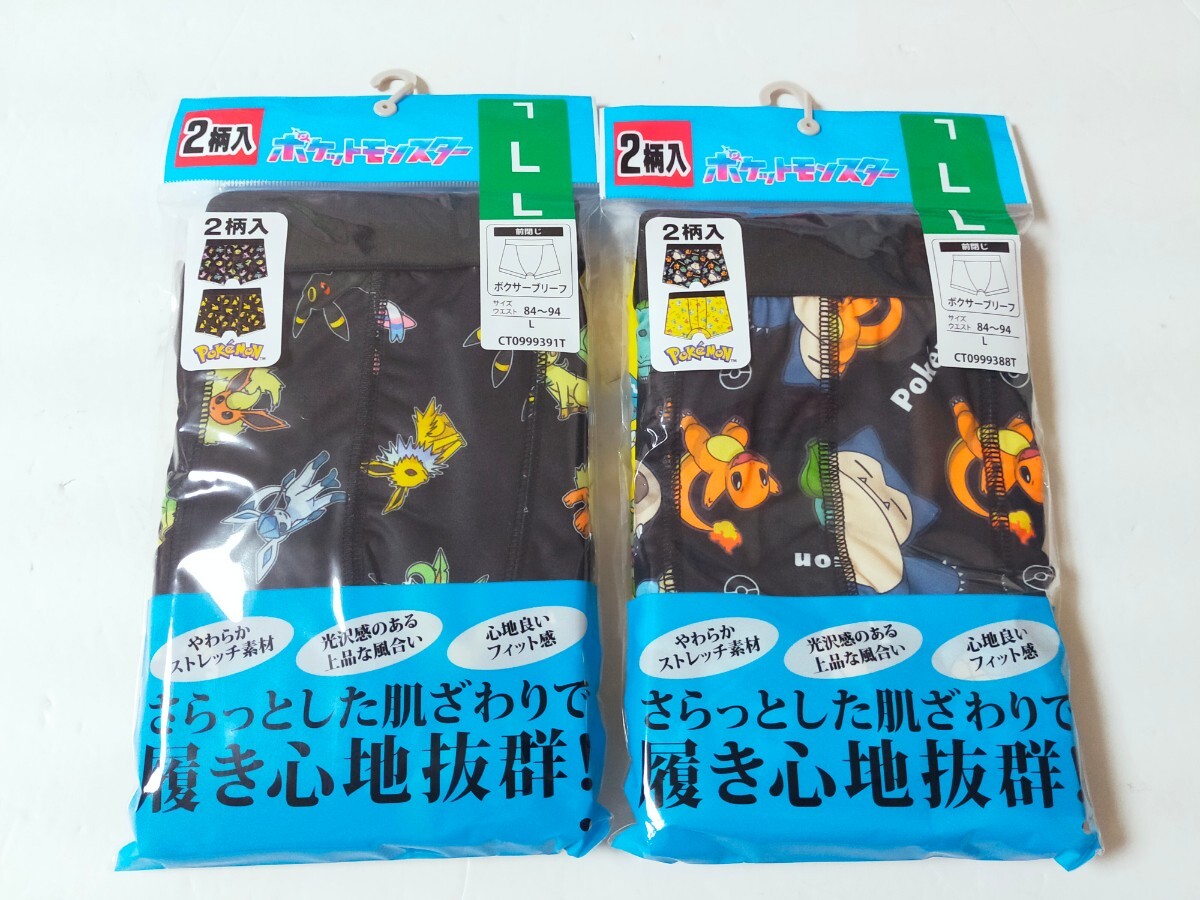 2柄入
ポケットモンスター
L
2柄入
POKéMON
TM
前閉じ
ボクサーブリーフ
サイズ
ウエスト 84〜94
L
CT0999391T
やわらか
ストレッチ素材
光沢感のある
上品な風合い
心地良い
フィット感
さらっとした肌ざわりで
履き心地抜群!
2柄入
ポケットモンスター
L
2柄入
POKéMON
TM
前閉じ
ボクサーブリーフ
サイズ
ウエスト 84〜94
L
CT0999388T
Poké
on
やわらか
ストレッチ素材
光沢感のある
上品な風合い
心地良い
フィット感
さらっとした肌ざわりで
履き心地抜群!